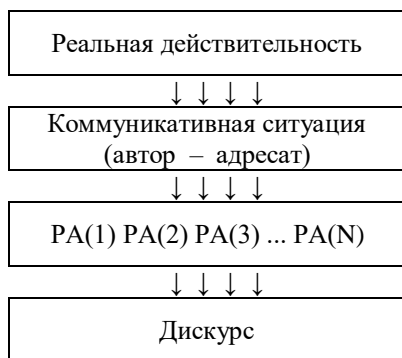 Реальная действительность
↓ ↓ ↓ ↓
Коммуникативная ситуация
(автор – адресат)
↓ ↓ ↓ ↓
РА(1) РА(2) РА(3) ... РА(N)
↓ ↓ ↓ ↓
Дискурс